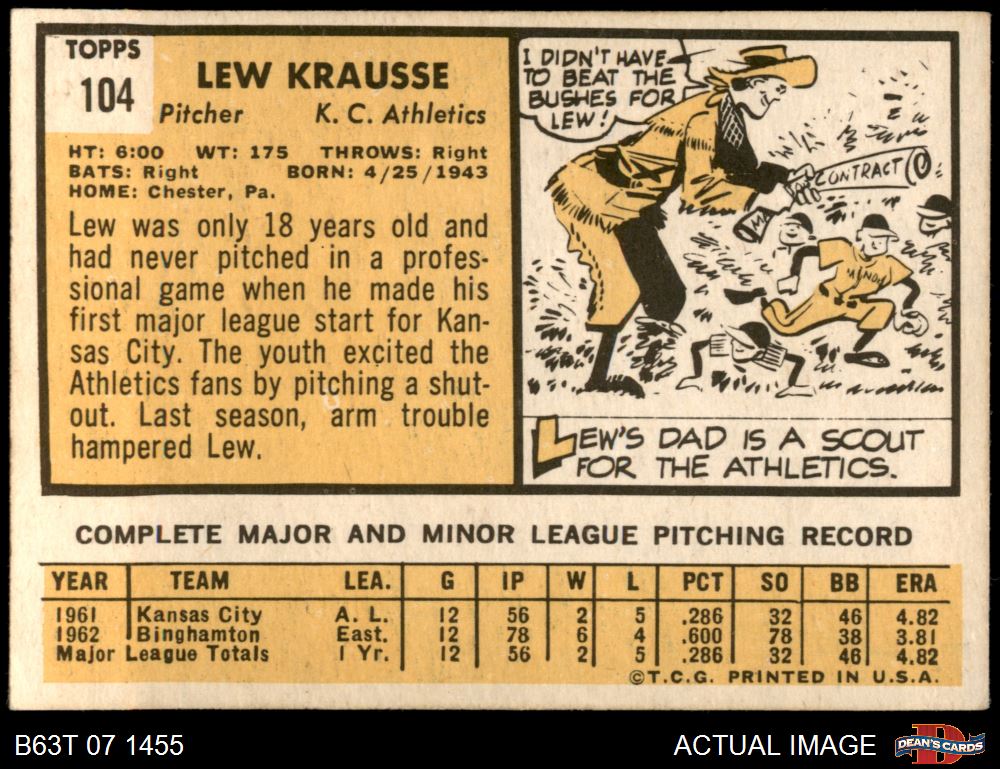 TOPPS
104
LEW KRAUSSE
Pitcher K. C. Athletics
HT: 6:00 WT: 175 THROWS: Right
BATS: Right BORN: 4/25/1943
HOME: Chester, Pa.
Lew was only 18 years old and
had never pitched in a profes-
sional game when he made his
first major league start for Kan-
sas City. The youth excited the
Athletics fans by pitching a shut-
out. Last season, arm trouble
hampered Lew.
I DIDN'T HAVE
TO BEAT THE
BUSHES FOR
LEW!
CONTRACT
MINOR
LEW'S DAD IS A SCOUT
FOR THE ATHLETICS.
COMPLETE MAJOR AND MINOR LEAGUE PITCHING RECORD
YEAR TEAM LEA. G IP W L PCT SO BB ERA
1961 Kansas City A. L. 12 56 2 5 .286 32 46 4.82
1962 Binghamton East. 12 78 6 4 .600 78 38 3.81
Major League Totals 1 Yr. 12 56 2 5 .286 32 46 4.82
©T.C.G. PRINTED IN U.S.A.
B63T 07 1455
ACTUAL IMAGE
DEAN'S CARDS